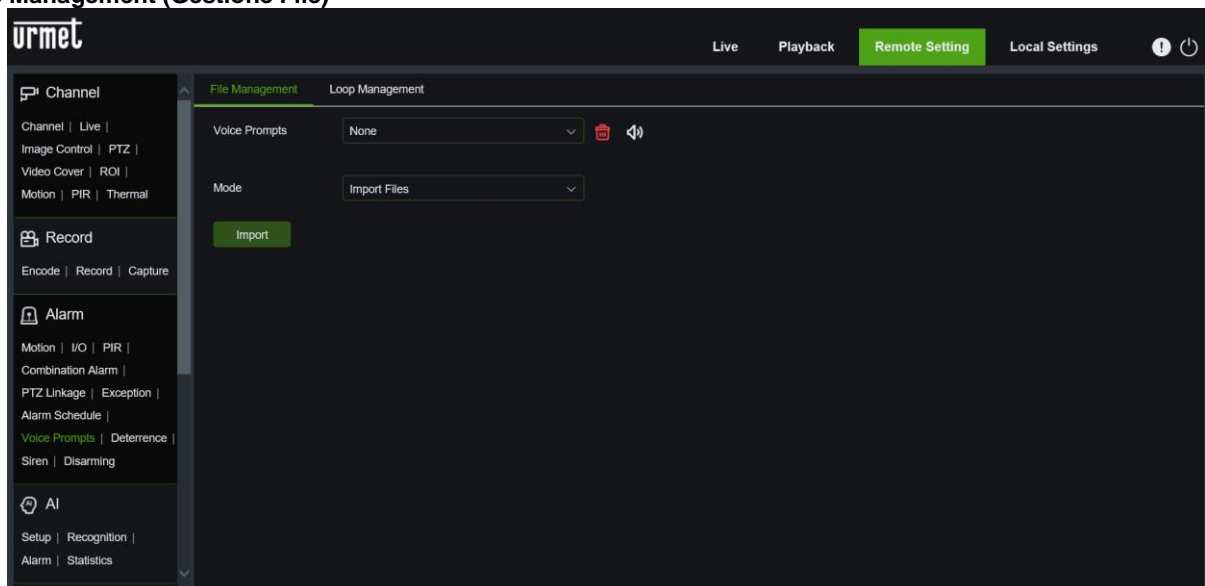 Management (Gestione File)
urmet
Live Playback Remote Setting Local Settings
Channel
Channel | Live |
Image Control | PTZ |
Video Cover | ROI |
Motion | PIR | Thermal
Record
Encode | Record | Capture
Alarm
Motion | I/O | PIR |
Combination Alarm |
PTZ Linkage | Exception |
Alarm Schedule |
Voice Prompts | Deterrence |
Siren | Disarming
AI
Setup | Recognition |
Alarm | Statistics
File Management Loop Management
Voice Prompts None
Mode Import Files
Import